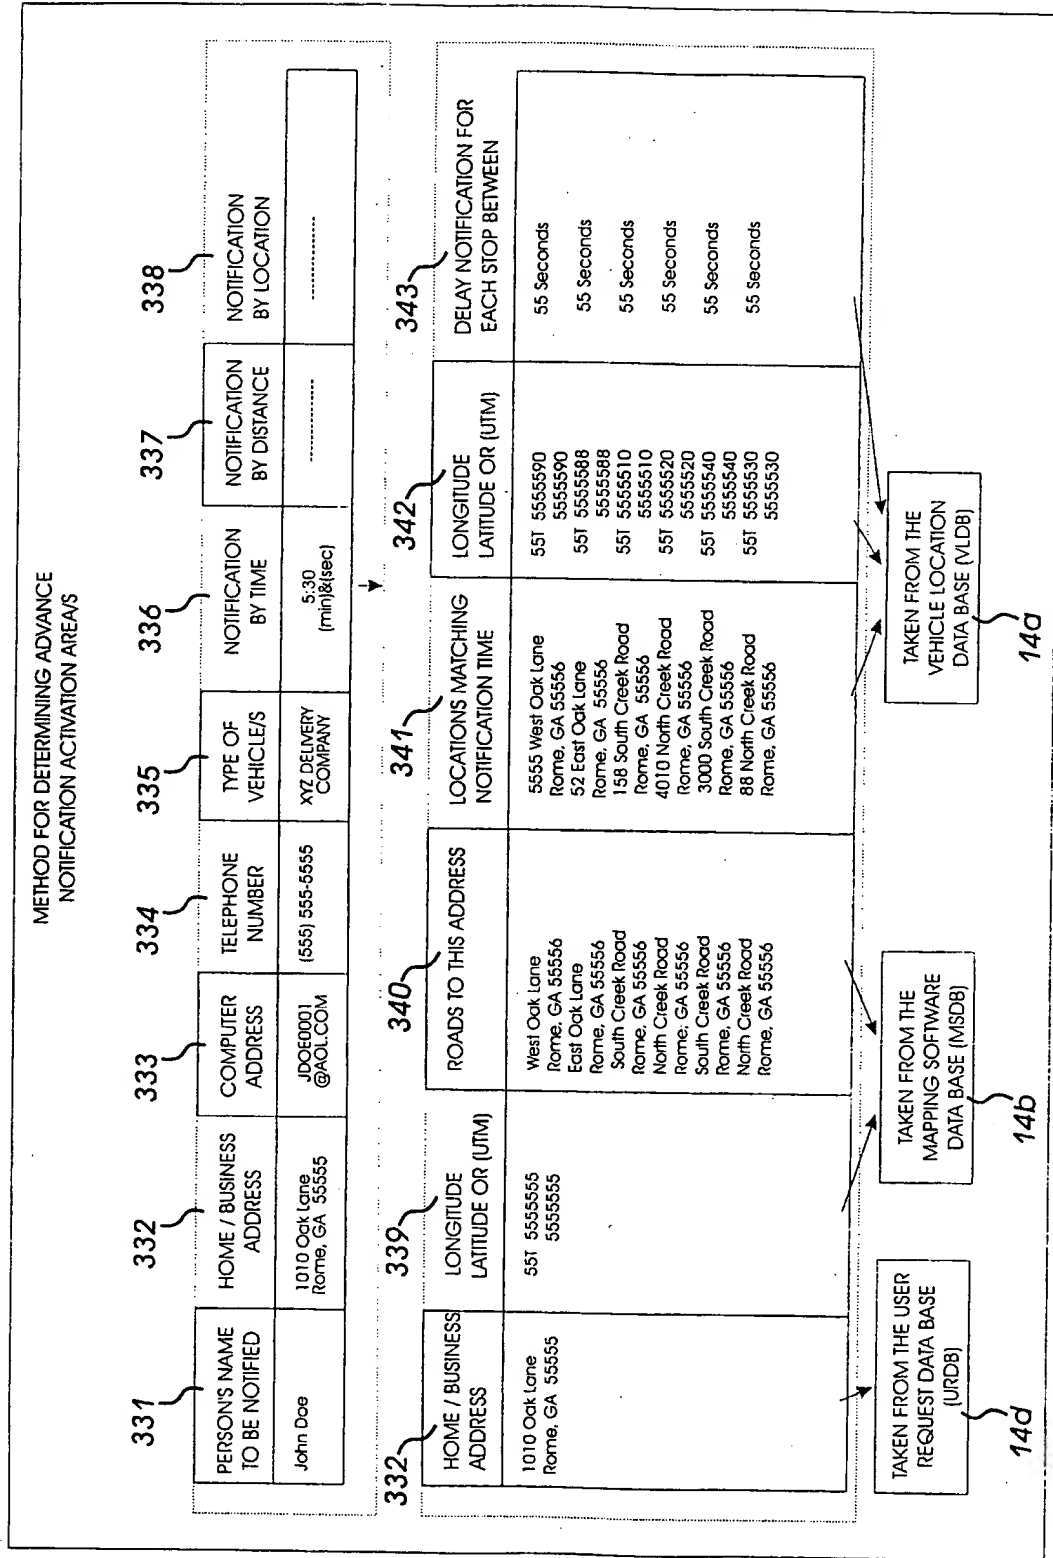 METHOD FOR DETERMINING ADVANCE
NOTIFICATION ACTIVATION AREA/S
331
332
333
334
335
336
337
338
PERSON'S NAME
TO BE NOTIFIED
HOME / BUSINESS
ADDRESS
COMPUTER
ADDRESS
TELEPHONE
NUMBER
TYPE OF
VEHICLE/S
NOTIFICATION
BY TIME
NOTIFICATION
BY DISTANCE
NOTIFICATION
BY LOCATION
John Doe
1010 Oak Lane
Rome, GA 55555
JDOE0001
@AOL.COM
(555) 555-5555
XYZ DELIVERY
COMPANY
5:30
(min)&(sec)
---------------
---------------
332
339
340
341
342
343
HOME / BUSINESS
ADDRESS
LONGITUDE
LATITUDE OR (UTM)
ROADS TO THIS ADDRESS
LOCATIONS MATCHING
NOTIFICATION TIME
LONGITUDE
LATITUDE OR (UTM)
DELAY NOTIFICATION FOR
EACH STOP BETWEEN
1010 Oak Lane
Rome, GA 55555
55T 5555555
5555555
West Oak Lane
Rome, GA 55556
East Oak Lane
Rome, GA 55556
South Creek Road
Rome, GA 55556
North Creek Road
Rome, GA 55556
South Creek Road
Rome, GA 55556
North Creek Road
Rome, GA 55556
5555 West Oak Lane
Rome, GA 55556
52 East Oak Lane
Rome, GA 55556
158 South Creek Road
Rome, GA 55556
4010 North Creek Road
Rome, GA 55556
3000 South Creek Road
Rome, GA 55556
88 North Creek Road
Rome, GA 55556
55T 5555590
5555590
55T 5555588
5555588
55T 5555510
5555510
55T 5555520
5555520
55T 5555540
5555540
55T 5555530
5555530
55 Seconds
55 Seconds
55 Seconds
55 Seconds
55 Seconds
55 Seconds
TAKEN FROM THE USER
REQUEST DATA BASE
(URDB)
14d
TAKEN FROM THE
MAPPING SOFTWARE
DATA BASE (MSDB)
14b
TAKEN FROM THE
VEHICLE LOCATION
DATA BASE (VLDB)
14a